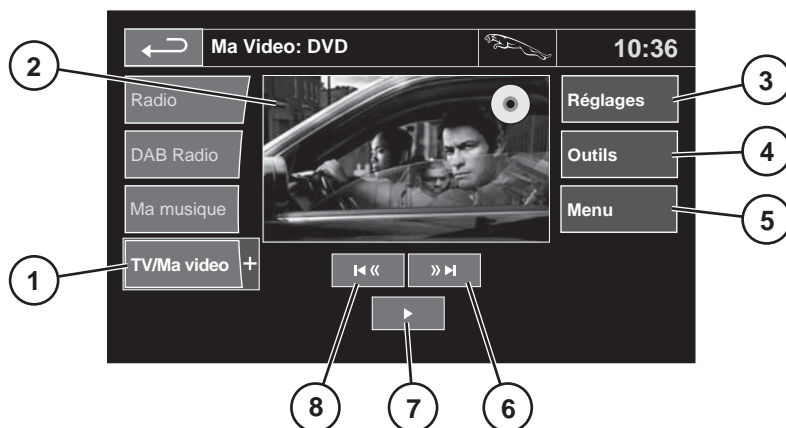 Ma Video: DVD
10:36
Radio
DAB Radio
Ma musique
TV/Ma video +
Réglages
Outils
Menu
1
2
3
4
5
6
7
8